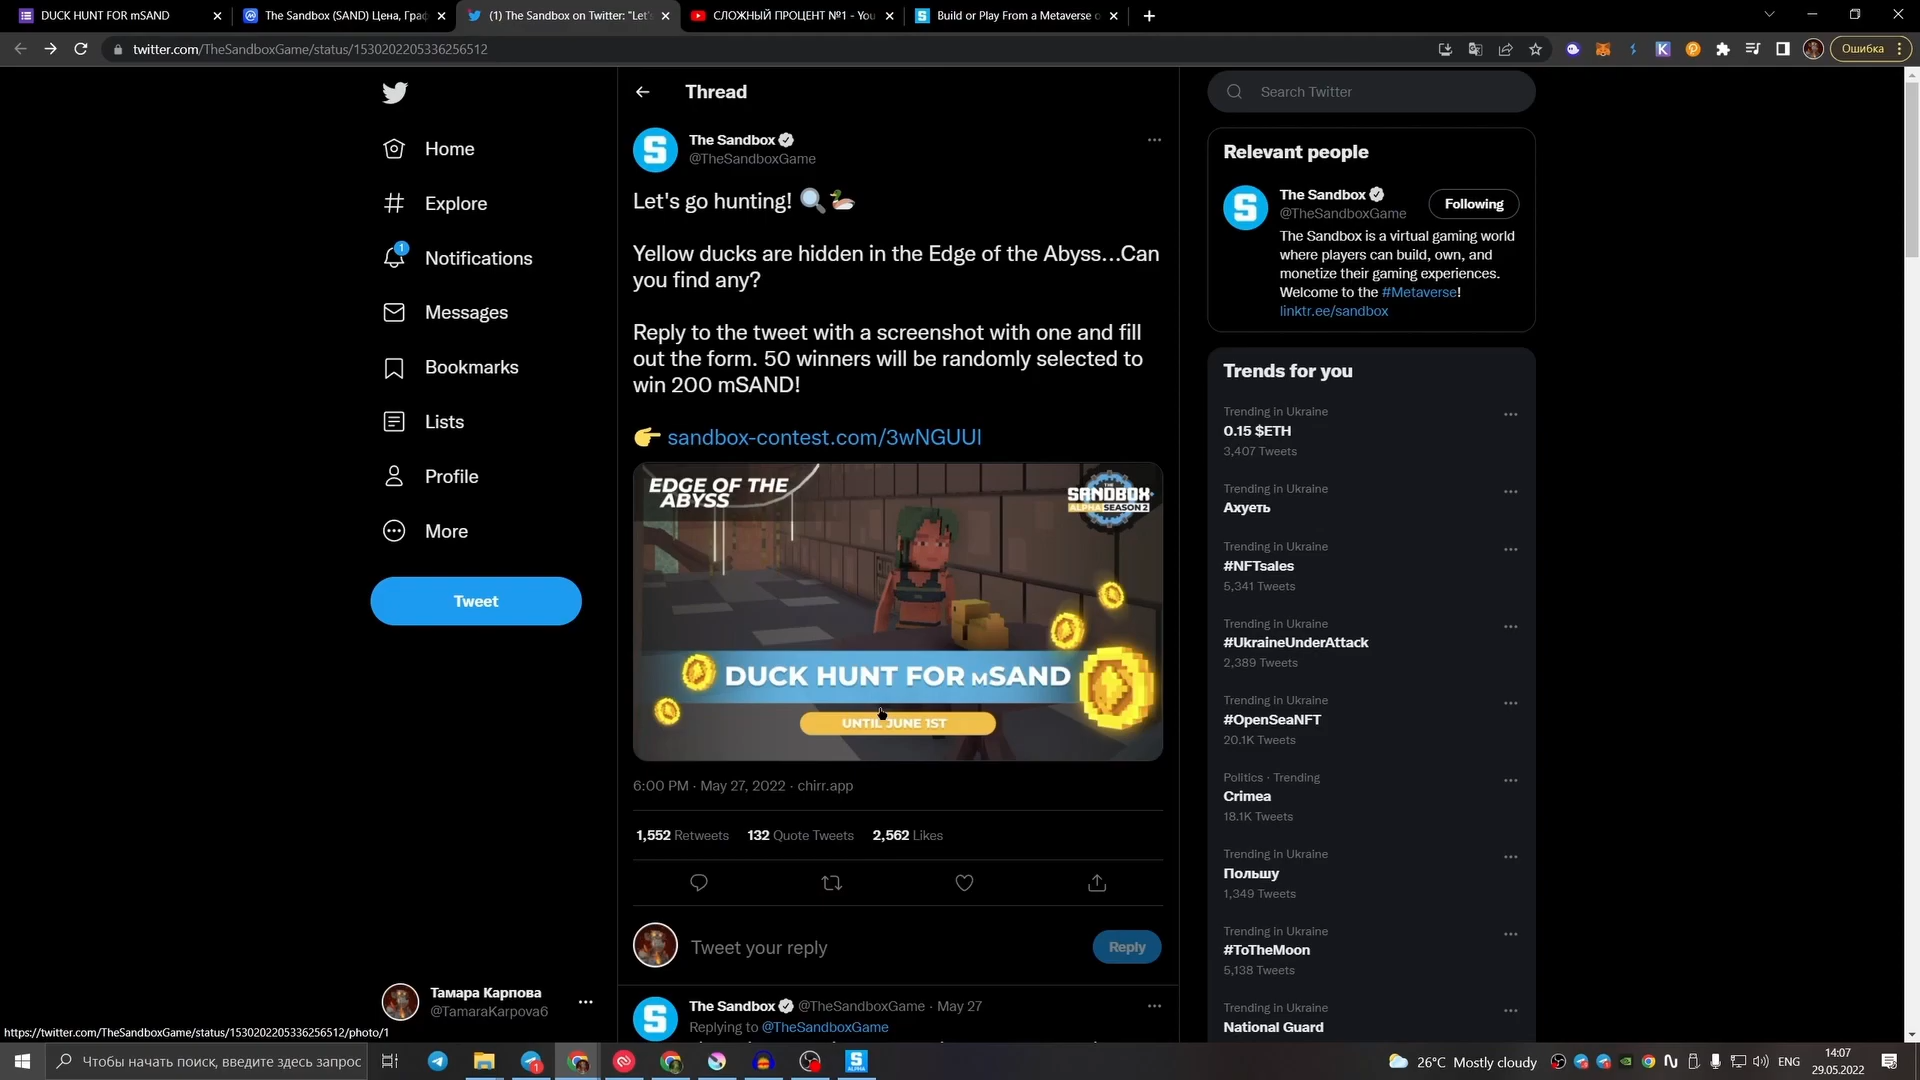 DUCK HUNT FOR mSAND
The Sandbox (SAND) Цена, Граф
(1) The Sandbox on Twitter: "Let's
СЛОЖНЫЙ ПРОЦЕНТ №1 - You
Build or Play From a Metaverse o
twitter.com/TheSandboxGame/status/1530202205336256512
Ошибка
Home
Explore
1
Notifications
Messages
Bookmarks
Lists
Profile
More
Tweet
Тамара Карпова
@TamaraKarpova6
Thread
The Sandbox
@TheSandboxGame
Let's go hunting!
Yellow ducks are hidden in the Edge of the Abyss...Can
you find any?
Reply to the tweet with a screenshot with one and fill
out the form. 50 winners will be randomly selected to
win 200 mSAND!
sandbox-contest.com/3wNGUUl
EDGE OF THE
ABYSS
THE
SANDBOX
ALPHA SEASON 2
DUCK HUNT FOR mSAND
UNTIL JUNE 1ST
6:00 PM · May 27, 2022 · chirr.app
1,552 Retweets 132 Quote Tweets 2,562 Likes
Tweet your reply
Reply
The Sandbox @TheSandboxGame · May 27
Replying to @TheSandboxGame
Search Twitter
Relevant people
The Sandbox
@TheSandboxGame
Following
The Sandbox is a virtual gaming world
where players can build, own, and
monetize their gaming experiences.
Welcome to the #Metaverse!
linktr.ee/sandbox
Trends for you
Trending in Ukraine
0.15 $ETH
3,407 Tweets
Trending in Ukraine
Ахуеть
Trending in Ukraine
#NFTsales
5,341 Tweets
Trending in Ukraine
#UkraineUnderAttack
2,389 Tweets
Trending in Ukraine
#OpenSeaNFT
20.1K Tweets
Politics · Trending
Crimea
18.1K Tweets
Trending in Ukraine
Польшу
1,349 Tweets
Trending in Ukraine
#ToTheMoon
5,138 Tweets
Trending in Ukraine
National Guard
https://twitter.com/TheSandboxGame/status/1530202205336256512/photo/1
Чтобы начать поиск, введите здесь запрос
26°C Mostly cloudy
ENG
14:07
29.05.2022